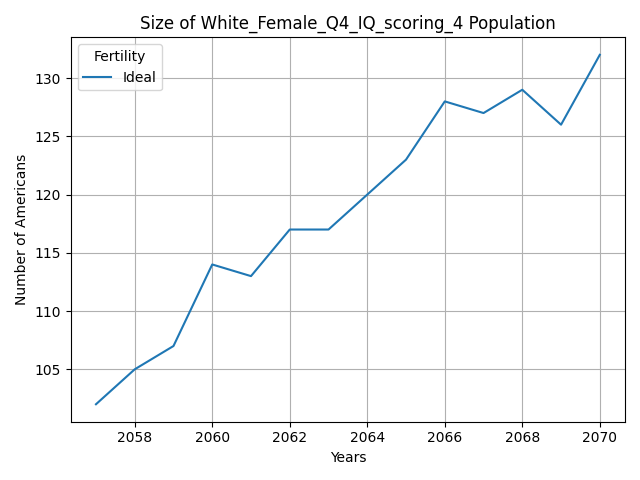 Size of White_Female_Q4_IQ_scoring_4 Population
Fertility
Ideal
Number of Americans
130
125
120
115
110
105
2058 2060 2062 2064 2066 2068 2070
Years